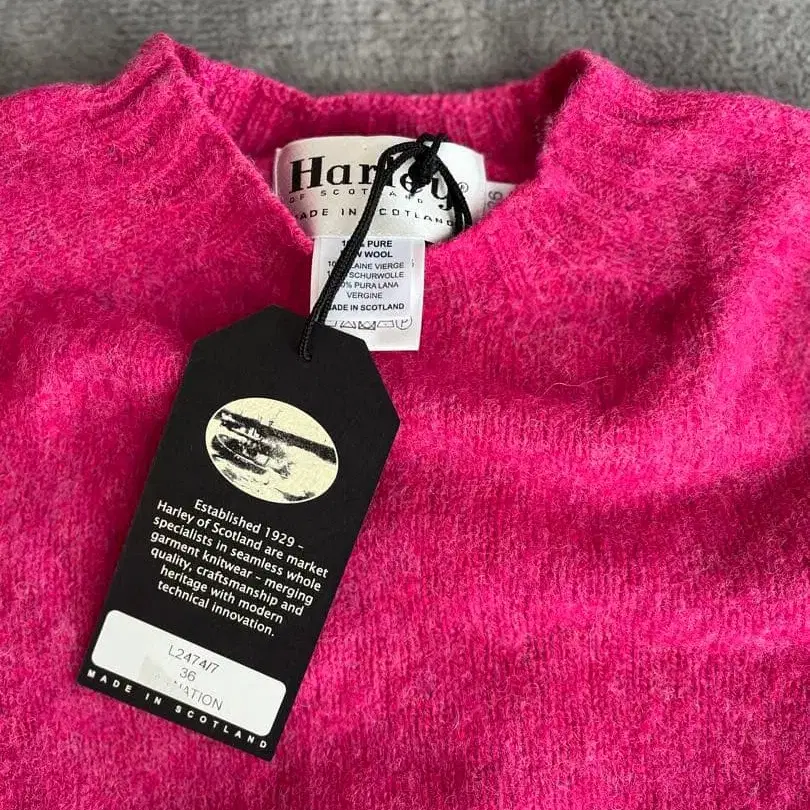 Harley®
OF SCOTLAND
MADE IN SCOTLAND
36
PURE
WOOL
LAINE VIERGE
SCHURWOLLE
PURA LANA
VERGINE
MADE IN SCOTLAND
Established 1929 –
Harley of Scotland are market
specialists in seamless whole
garment knitwear – merging
quality, craftsmanship and
heritage with modern
technical innovation.
L2474/7
36
MADE IN SCOTLAND